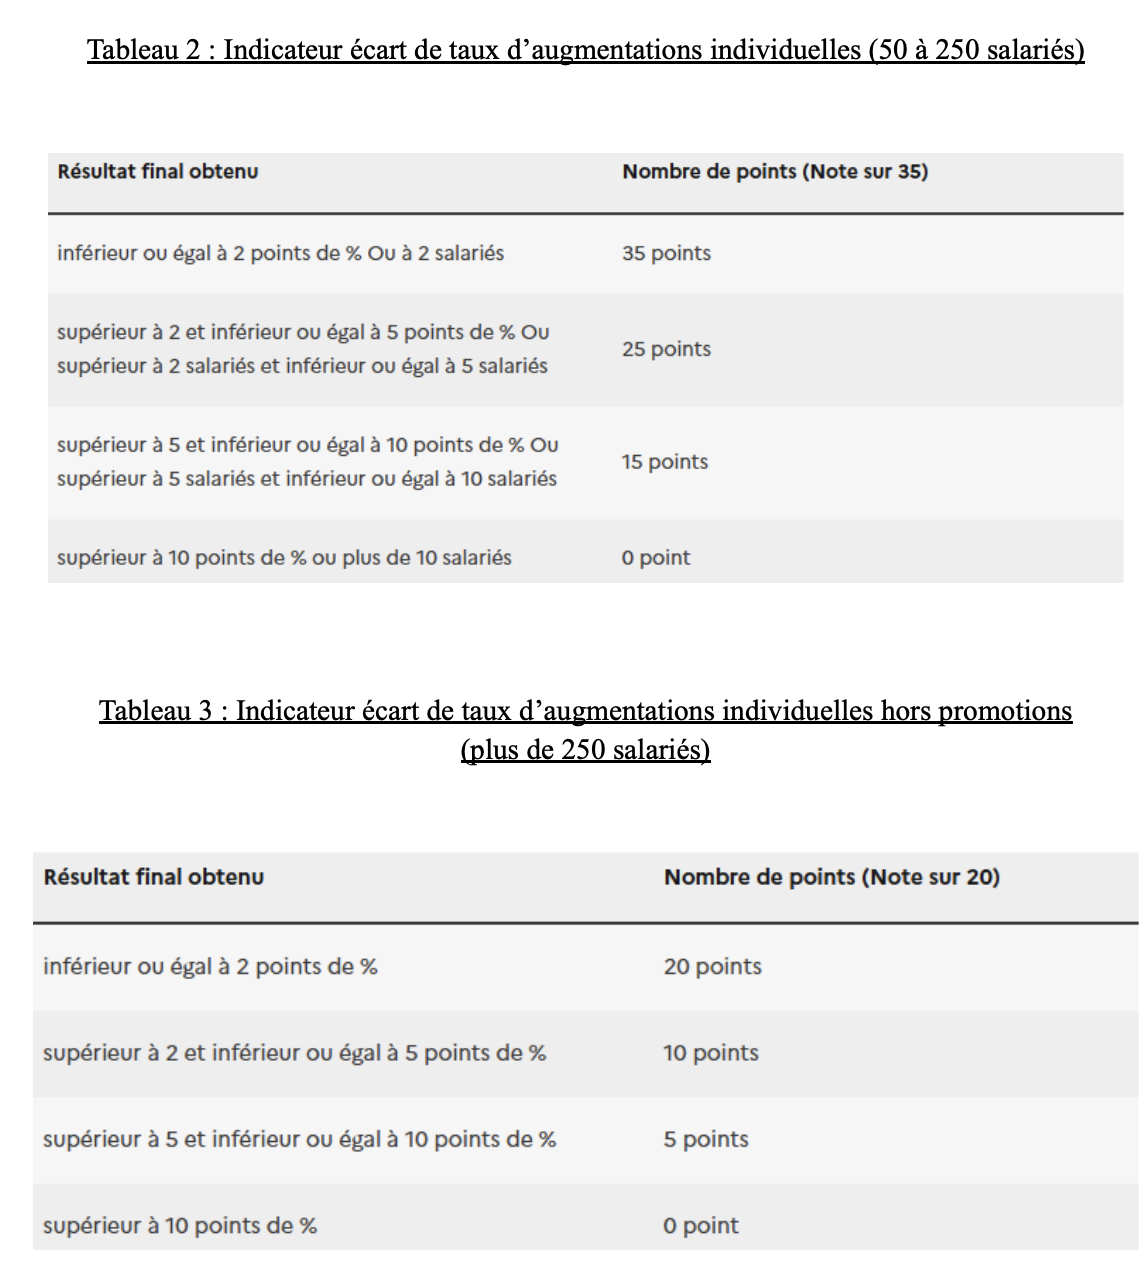 Tableau 2 : Indicateur écart de taux d’augmentations individuelles (50 à 250 salariés)
Résultat final obtenu Nombre de points (Note sur 35)
inférieur ou égal à 2 points de % Ou à 2 salariés 35 points
supérieur à 2 et inférieur ou égal à 5 points de % Ou
supérieur à 2 salariés et inférieur ou égal à 5 salariés
25 points
supérieur à 5 et inférieur ou égal à 10 points de % Ou
supérieur à 5 salariés et inférieur ou égal à 10 salariés
15 points
supérieur à 10 points de % ou plus de 10 salariés 0 point
Tableau 3 : Indicateur écart de taux d’augmentations individuelles hors promotions
(plus de 250 salariés)
Résultat final obtenu Nombre de points (Note sur 20)
inférieur ou égal à 2 points de % 20 points
supérieur à 2 et inférieur ou égal à 5 points de % 10 points
supérieur à 5 et inférieur ou égal à 10 points de % 5 points
supérieur à 10 points de % 0 point